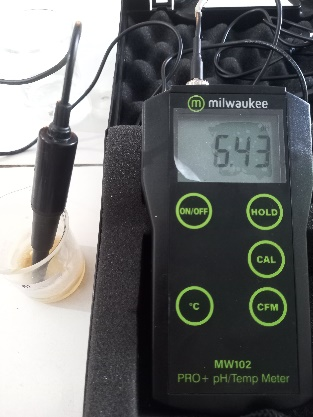 m milwaukee
6.43
ON/OFF
HOLD
CAL
°C
CFM
MW102
PRO+ pH/Temp Meter